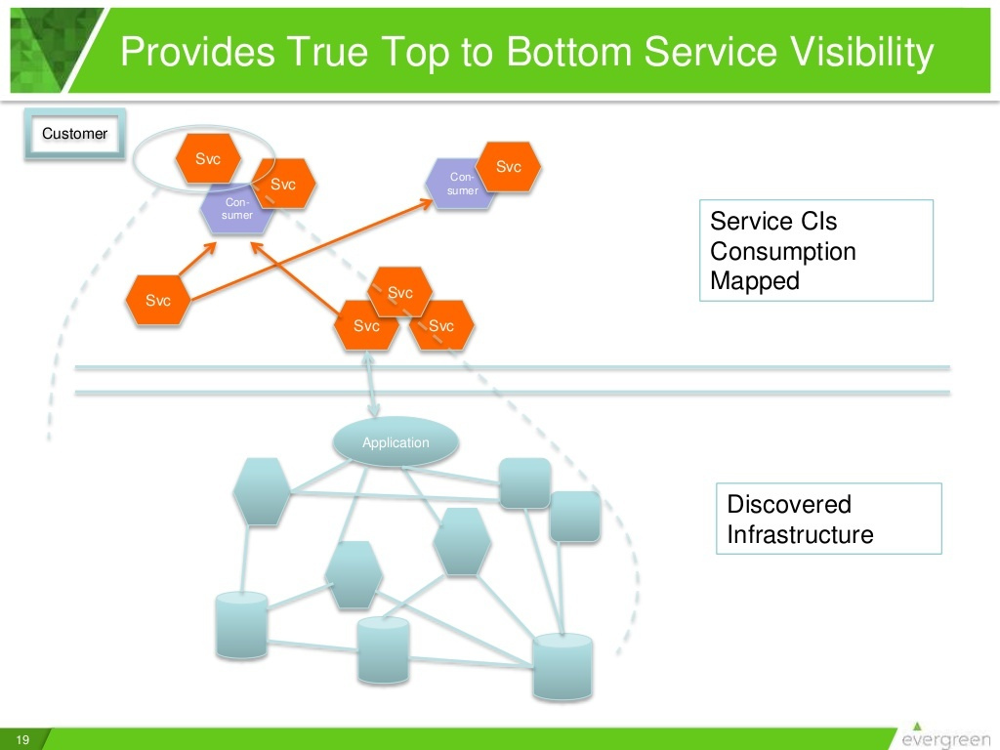 Provides True Top to Bottom Service Visibility
Customer
Svc
Svc
Con-
sumer
Svc
Con-
sumer
Svc
Svc
Svc
Svc
Service CIs
Consumption
Mapped
Application
Discovered
Infrastructure
19
evergreen